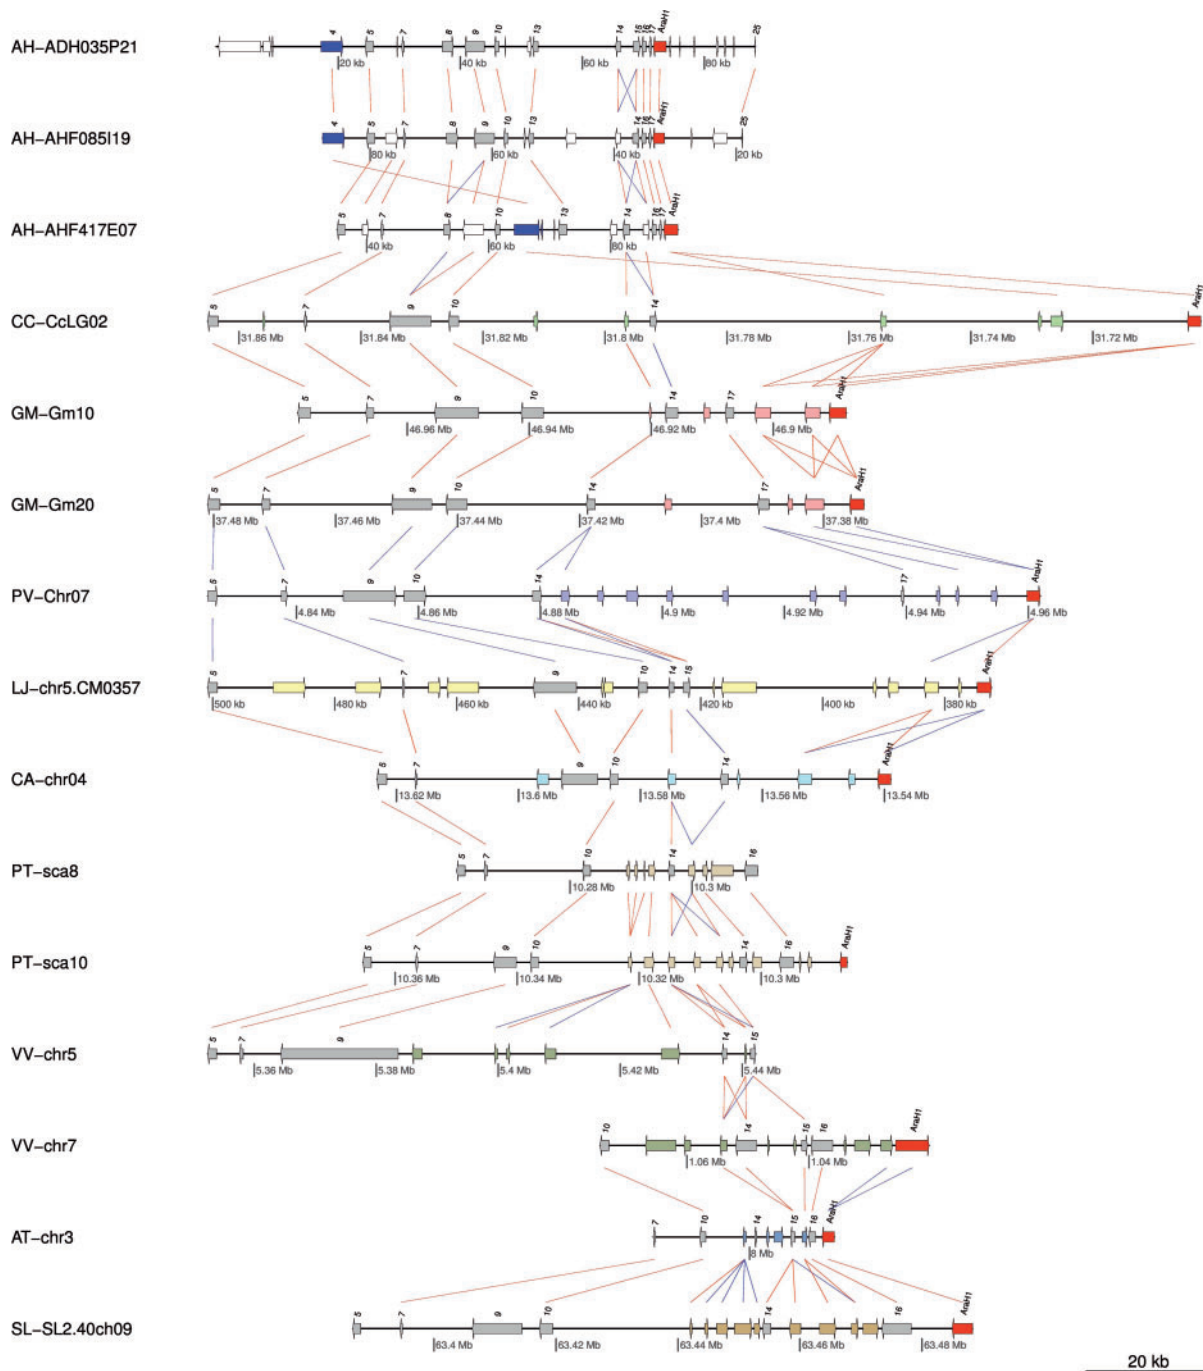 4 5 7 8 9 10 13 14 15 16 17 AraH1 25
AH−ADH035P21
20 kb 40 kb 60 kb 80 kb
4 5 7 8 9 10 13 14 16 17 AraH1 25
AH−AHF085I19
80 kb 60 kb 40 kb 20 kb
5 7 8 10 13 14 16 17 AraH1
AH−AHF417E07
40 kb 60 kb 80 kb
5 7 9 10 14 AraH1
CC−CcLG02
31.86 Mb 31.84 Mb 31.82 Mb 31.8 Mb 31.78 Mb 31.76 Mb 31.74 Mb 31.72 Mb
5 7 9 10 14 17 AraH1
GM−Gm10
46.96 Mb 46.94 Mb 46.92 Mb 46.9 Mb
5 7 9 10 14 17 AraH1
GM−Gm20
37.48 Mb 37.46 Mb 37.44 Mb 37.42 Mb 37.4 Mb 37.38 Mb
5 7 9 10 14 17 AraH1
PV−Chr07
4.84 Mb 4.86 Mb 4.88 Mb 4.9 Mb 4.92 Mb 4.94 Mb 4.96 Mb
5 7 9 10 14 15 AraH1
LJ−chr5.CM0357
500 kb 480 kb 460 kb 440 kb 420 kb 400 kb 380 kb
5 7 9 10 14 AraH1
CA−chr04
13.62 Mb 13.6 Mb 13.58 Mb 13.56 Mb 13.54 Mb
5 7 10 14 16
PT−sca8
10.28 Mb 10.3 Mb
5 7 9 10 14 16 AraH1
PT−sca10
10.36 Mb 10.34 Mb 10.32 Mb 10.3 Mb
5 7 9 14 15
VV−chr5
5.36 Mb 5.38 Mb 5.4 Mb 5.42 Mb 5.44 Mb
10 14 15 16 AraH1
VV−chr7
1.06 Mb 1.04 Mb
7 10 14 15 16 AraH1
AT−chr3
8 Mb
5 7 9 10 14 16 AraH1
SL−SL2.40ch09
63.4 Mb 63.42 Mb 63.44 Mb 63.46 Mb 63.48 Mb
20 kb